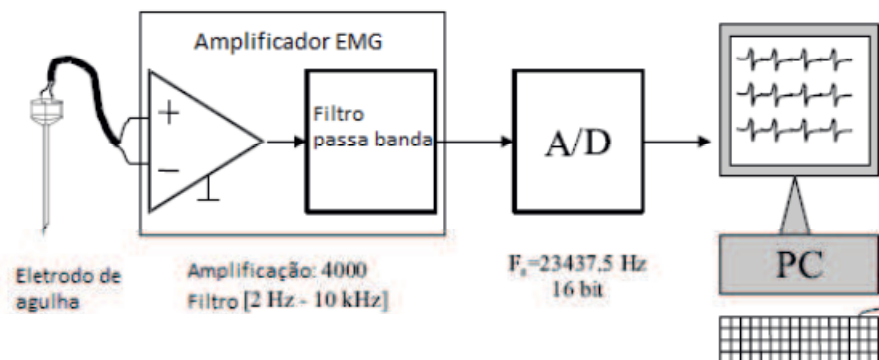 Amplificador EMG
+
−
Filtro
passa banda
A/D
PC
Eletrodo de
agulha
Amplificação: 4000
Filtro [2 Hz - 10 kHz]
Fₐ=23437.5 Hz
16 bit